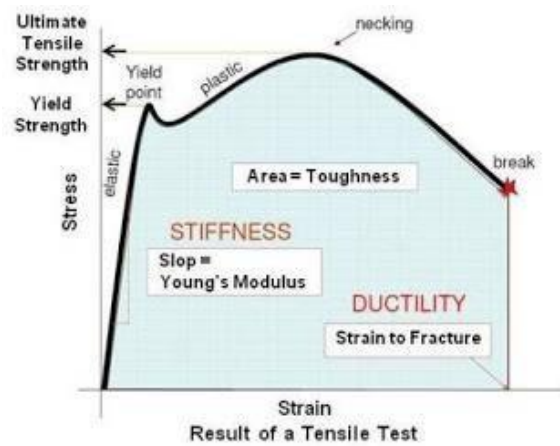 Ultimate
Tensile
Strength
necking
Yield
point
plastic
Yield
Strength
elastic
break
Area = Toughness
Stress
STIFFNESS
Slop =
Young's Modulus
DUCTILITY
Strain to Fracture
Strain
Result of a Tensile Test